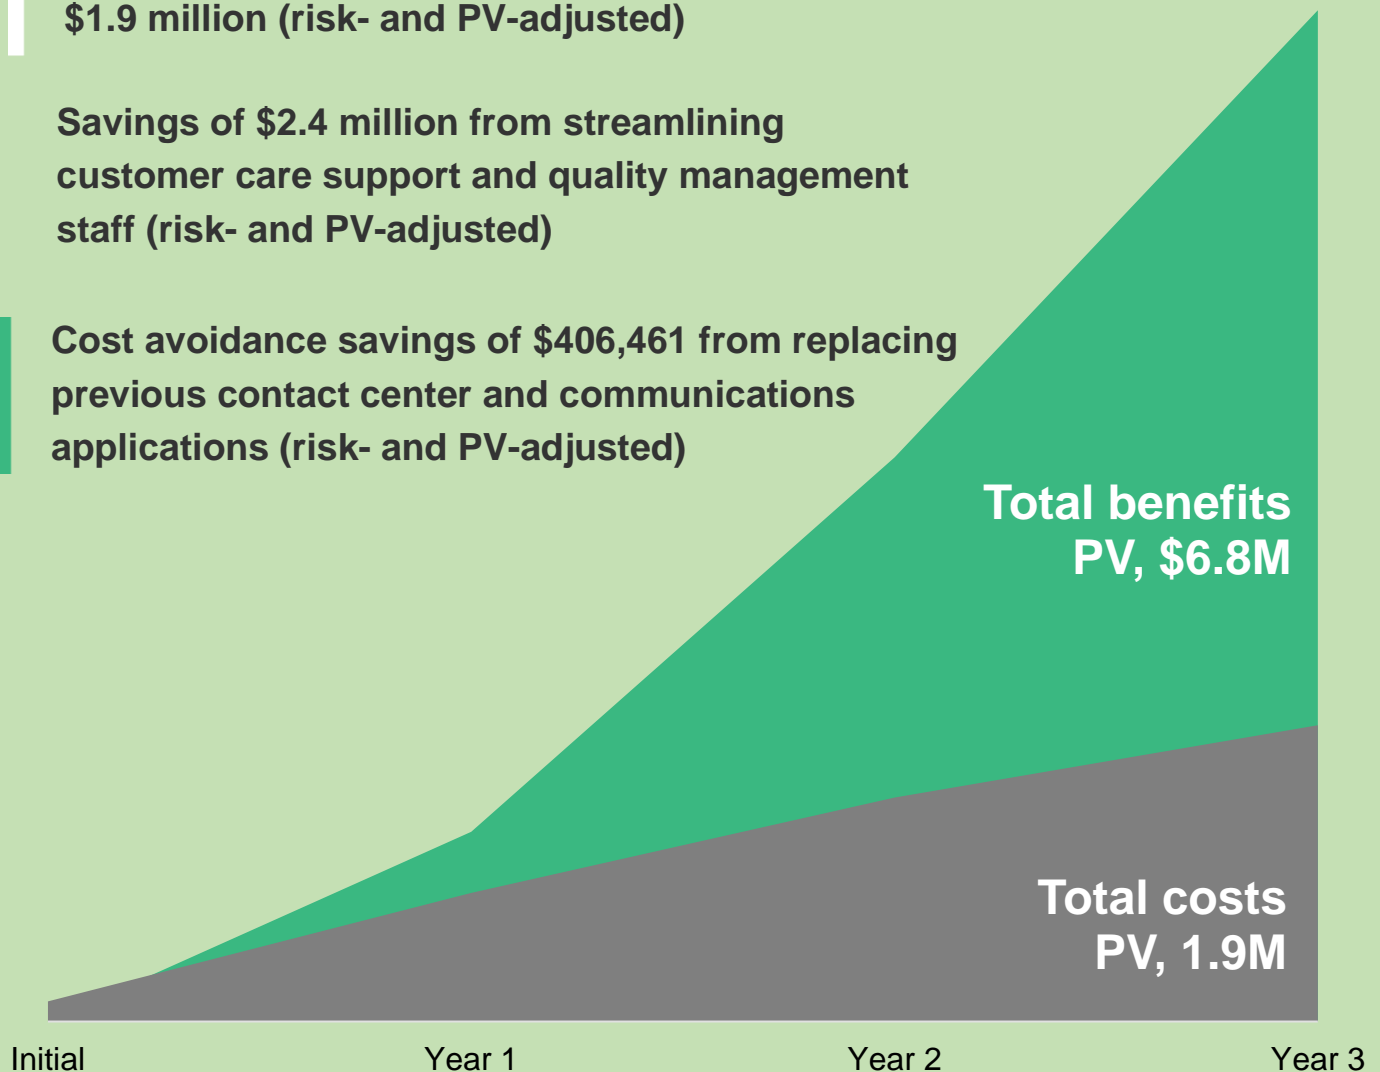 $1.9 million (risk- and PV-adjusted)
Savings of $2.4 million from streamlining
customer care support and quality management
staff (risk- and PV-adjusted)
Cost avoidance savings of $406,461 from replacing
previous contact center and communications
applications (risk- and PV-adjusted)
Total benefits
PV, $6.8M
Total costs
PV, 1.9M
Initial
Year 1
Year 2
Year 3